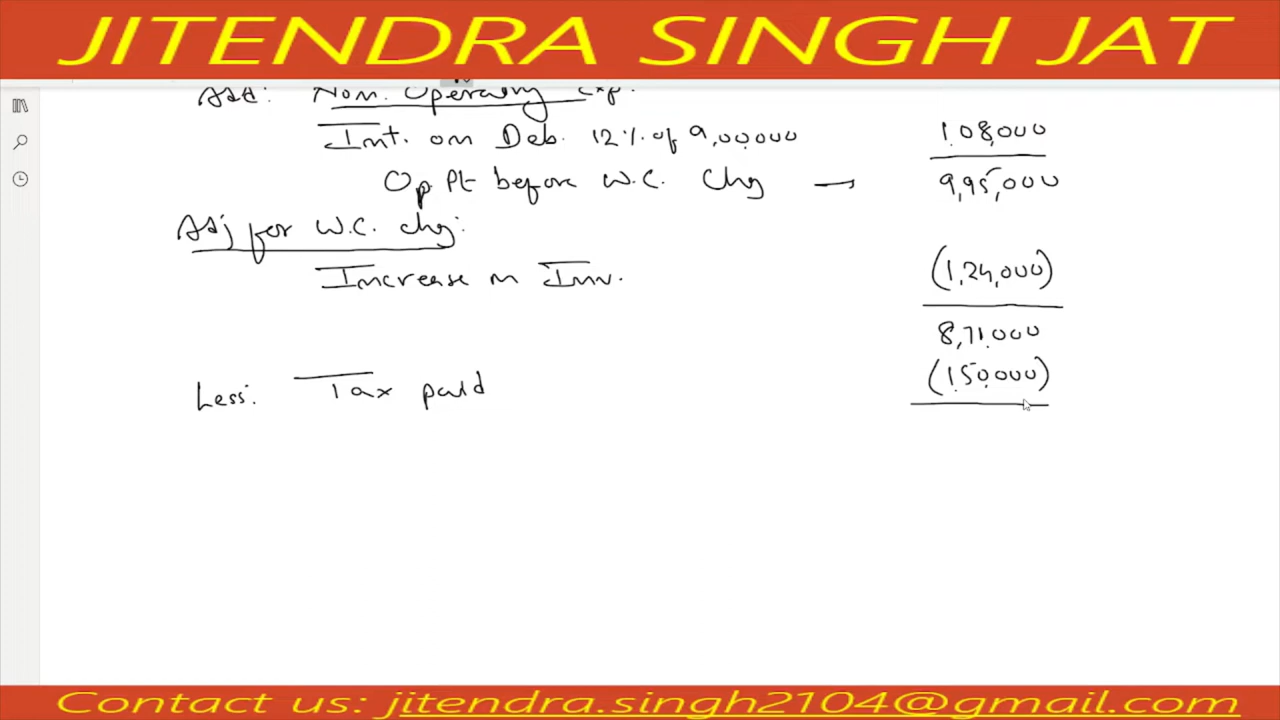 JITENDRA SINGH JAT
Add: Non. Operating Exp.
Int. on Deb. 12% of 9,00,000 1,08,000
Op Pt before W.C. Chg → 9,95,000
Adj for W.C. Chg:
Increase in Inv. (1,24,000)
8,71,000
Less: Tax paid (1,50,000)
Contact us: jitendra.singh2104@gmail.com